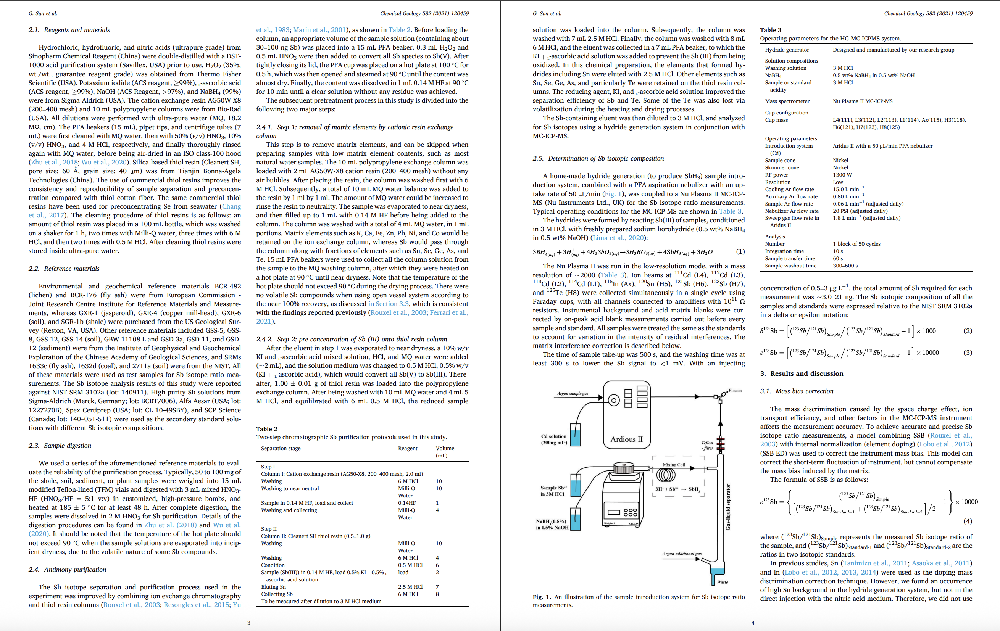 G. Sun et al.
Chemical Geology 582 (2021) 120459
2.1. Reagents and materials
Hydrochloric, hydrofluoric, and nitric acids (ultrapure grade) from
Sinopharm Chemical Reagent (China) were double-distilled with a DST-
1000 acid purification system (Savillex, USA) prior to use. H₂O₂ (35%,
wt./wt., guarantee reagent grade) was obtained from Thermo Fisher
Scientific (USA). Potassium iodide (ACS reagent, ≥99%), ʟ-ascorbic acid
(ACS reagent, ≥99%), NaOH (ACS Reagent, >97%), and NaBH₄ (99%)
were from Sigma-Aldrich (USA). The cation exchange resin AG50W-X8
(200–400 mesh) and 10 mL polypropylene columns were from Bio-Rad
(USA). All dilutions were performed with ultra-pure water (MQ, 18.2
MΩ. cm). The PFA beakers (15 mL), pipet tips, and centrifuge tubes (7
mL) were first cleaned with MQ water, then with 50% (v/v) HNO₃, 10%
(v/v) HNO₃, and 4 M HCl, respectively, and finally thoroughly rinsed
again with MQ water, before being air-dried in an ISO class-100 hood
(Zhu et al., 2018; Wu et al., 2020). Silica-based thiol resin (Cleanert SH,
pore size: 60 Å, grain size: 40 μm) was from Tianjin Bonna-Agela
Technologies (China). The use of commercial thiol resins improves the
consistency and reproducibility of sample separation and preconcen-
tration compared with thiol cotton fiber. The same commercial thiol
resins have been used for preconcentrating Se from seawater (Chang
et al., 2017). The cleaning procedure of thiol resins is as follows: an
amount of thiol resin was placed in a 100 mL bottle, which was washed
on a shaker for 1 h, two times with Milli-Q water, three times with 6 M
HCl, and then two times with 0.5 M HCl. After cleaning thiol resins were
stored inside ultra-pure water.
2.2. Reference materials
Environmental and geochemical reference materials BCR-482
(lichen) and BCR-176 (fly ash) were from European Commission -
Joint Research Centre Institute for Reference Materials and Measure-
ments, whereas GXR-1 (jasperoid), GXR-4 (copper mill-head), GXR-6
(soil), and SGR-1b (shale) were purchased from the US Geological Sur-
vey (Reston, VA, USA). Other reference materials included GSS-5, GSS-
8, GSS-12, GSS-14 (soil), GBW-11108 L and GSD-3a, GSD-11, and GSD-
12 (sediment) were from the Institute of Geophysical and Geochemical
Exploration of the Chinese Academy of Geological Sciences, and SRMs
1633c (fly ash), 1632d (coal), and 2711a (soil) were from the NIST. All
of these materials were used as test samples for Sb isotope ratio mea-
surements. The Sb isotope analysis results of this study were reported
against NIST SRM 3102a (lot: 140911). High-purity Sb solutions from
Sigma-Aldrich (Merck, Germany; lot: BCBT7006), Alfa Aesar (USA; lot:
1227270B), Spex Certiprep (USA; lot: CL 10-49SBY), and SCP Science
(Canada; lot: 140–051-511) were used as the secondary standard solu-
tions with different Sb isotopic compositions.
2.3. Sample digestion
We used a series of the aforementioned reference materials to eval-
uate the reliability of the purification process. Typically, 50 to 100 mg of
the shale, soil, sediment, or plant samples were weighed into 15 mL
modified Teflon-lined (TFM) vials and digested with 3 mL mixed HNO₃-
HF (HNO₃/HF = 5:1 v:v) in customized, high-pressure bombs, and
heated at 185 ± 5 °C for at least 48 h. After complete digestion, the
samples were dissolved in 2 M HNO₃ for Sb purification. Details of the
digestion procedures can be found in Zhu et al. (2018) and Wu et al.
(2020). It should be noted that the temperature of the hot plate should
not exceed 90 °C when the sample solutions are evaporated into incip-
ient dryness, due to the volatile nature of some Sb compounds.
2.4. Antimony purification
The Sb isotope separation and purification process used in the
experiment was improved by combining ion exchange chromatography
and thiol resin columns (Rouxel et al., 2003; Resongles et al., 2015; Yu
et al., 1983; Marin et al., 2001), as shown in Table 2. Before loading the
column, an appropriate volume of the sample solution (containing about
30–100 ng Sb) was placed into a 15 mL PFA beaker. 0.3 mL H₂O₂ and
0.5 mL HNO₃ were then added to convert all Sb species to Sb(V). After
tightly closing its lid, the PFA cup was placed on a hot plate at 100 °C for
0.5 h, which was then opened and steamed at 90 °C until the content was
almost dry. Finally, the content was dissolved in 1 mL 0.14 M HF at 90 °C
for 10 min until a clear solution without any residue was achieved.
The subsequent pretreatment process in this study is divided into the
following two major steps:
2.4.1. Step 1: removal of matrix elements by cationic resin exchange
column
This step is to remove matrix elements, and can be skipped when
preparing samples with low matrix element contents, such as most
natural water samples. The 10-mL polypropylene exchange column was
loaded with 2 mL AG50W-X8 cation resin (200–400 mesh) without any
air bubbles. After placing the resin, the column was washed first with 6
M HCl. Subsequently, a total of 10 mL MQ water balance was added to
the resin by 1 ml by 1 ml. The amount of MQ water could be increased to
rinse the resin to neutrality. The sample was evaporated to near dryness,
and then filled up to 1 mL with 0.14 M HF before being added to the
column. The column was washed with a total of 4 mL MQ water, in 1 mL
portions. Matrix elements such as K, Ca, Fe, Zn, Pb, Ni, and Co would be
retained on the ion exchange column, whereas Sb would pass through
the column along with fractions of elements such as Sn, Se, Ge, As, and
Te. 15 mL PFA beakers were used to collect all the column solution from
the sample to the MQ washing column, after which they were heated on
a hot plate at 90 °C until near dryness. Note that the temperature of the
hot plate should not exceed 90 °C during the drying process. There were
no volatile Sb compounds when using open vessel system according to
the near 100% recovery, as discussed in Section 3.3, which is consistent
with the findings reported previously (Rouxel et al., 2003; Ferrari et al.,
2021).
2.4.2. Step 2: pre-concentration of Sb (III) onto thiol resin column
After the eluent in step 1 was evaporated to near dryness, a 10% w/v
KI and ʟ-ascorbic acid mixed solution, HCl, and MQ water were added
(~2 mL), and the solution medium was changed to 0.5 M HCl, 0.5% w/v
(KI + ʟ-ascorbic acid), which would convert all Sb(V) to Sb(III). There-
after, 1.00 ± 0.01 g of thiol resin was loaded into the polypropylene
exchange column. After being washed with 10 mL MQ water and 4 mL 5
M HCl, and equilibrated with 6 mL 0.5 M HCl, the reduced sample
Table 2
Two-step chromatographic Sb purification protocols used in this study.
Separation stage Reagent Volume
(mL)
Step I
Column I: Cation exchange resin (AG50-X8, 200–400 mesh, 2.0 ml)
Washing 6 M HCl 10
Washing to near neutral Milli-Q 10
Water
Sample in 0.14 M HF, load and collect 0.14HF 1
Washing and collecting Milli-Q 4
Water
Step II
Column II: Cleanert SH thiol resin (0.5–1.0 g)
Washing Milli-Q 10
Water
Washing 6 M HCl 4
Condition 0.5 M HCl 6
Sample (Sb(III)) in 0.14 M HF, load 0.5% KI+ 0.5% ʟ- load 2
ascorbic acid solution
Eluting Sn 2.5 M HCl 7
Collecting Sb 6 M HCl 8
To be measured after dilution to 3 M HCl medium
3
G. Sun et al.
Chemical Geology 582 (2021) 120459
solution was loaded into the column. Subsequently, the column was
washed with 7 mL 2.5 M HCl. Finally, the column was washed with 8 mL
6 M HCl, and the eluent was collected in a 7 mL PFA beaker, to which the
KI + ʟ-ascorbic acid solution was added to prevent the Sb (III) from being
oxidized. In this chemical preparation, the elements that formed hy-
drides including Sn were eluted with 2.5 M HCl. Other elements such as
Sn, Se, Ge, As, and particularly Te were retained on the thiol resin col-
umns. The reducing agent, KI, and ʟ-ascorbic acid solution improved the
separation efficiency of Sb and Te. Some of the Te was also lost via
volatilization during the heating and drying processes.
The Sb-containing eluent was then diluted to 3 M HCl, and analyzed
for Sb isotopes using a hydride generation system in conjunction with
MC-ICP-MS.
2.5. Determination of Sb isotopic composition
A home-made hydride generation (to produce SbH₃) sample intro-
duction system, combined with a PFA aspiration nebulizer with an up-
take rate of 50 μL/min (Fig. 1), was coupled to a Nu Plasma II MC-ICP-
MS (Nu Instruments Ltd., UK) for the Sb isotope ratio measurements.
Typical operating conditions for the MC-ICP-MS are shown in Table 3.
The hydrides were formed by reacting Sb(III) of samples, conditioned
in 3 M HCl, with freshly prepared sodium borohydride (0.5 wt% NaBH₄
in 0.5 wt% NaOH) (Lima et al., 2020):
3BH₄⁻(aq) + 3H⁺(aq) + 4H₃SbO₃(aq)→3H₃BO₃(aq) + 4SbH₃(aq) + 3H₂O (1)
The Nu Plasma II was run in the low-resolution mode, with a mass
resolution of ~2000 (Table 3). Ion beams at ¹¹¹Cd (L4), ¹¹²Cd (L3),
¹¹³Cd (L2), ¹¹⁴Cd (L1), ¹¹⁵In (Ax), ¹²⁰Sn (H5), ¹²¹Sb (H6), ¹²³Sb (H7),
and ¹²⁵Te (H8) were collected simultaneously in a single cycle using
Faraday cups, with all channels connected to amplifiers with 10¹¹ Ω
resistors. Instrumental background and acid matrix blanks were cor-
rected by on-peak acid blank measurements carried out before every
sample and standard. All samples were treated the same as the standards
to account for variation in the intensity of residual interferences. The
matrix interference correction is described below.
The time of sample take-up was 500 s, and the washing time was at
least 300 s to lower the Sb signal to <1 mV. With an injecting
Argon sample gas
Plasma
Cd solution
(200ng ml⁻¹)
Ardious II
Teflon
- filter
Mixing Coil
Sample Sb³⁺
in 3M HCl
3H⁺ + Sb³⁺ → SbH₃
Gas-liquid separator
NaBH₄(0.5%)
in 0.5% NaOH
Miniplus 3
GILSON
Argon additional gas
Waste
Fig. 1. An illustration of the sample introduction system for Sb isotope ratio
measurements.
Table 3
Operating parameters for the HG-MC-ICPMS system.
Hydride generator Designed and manufactured by our research group
Solution compositions
Washing solution 3 M HCl
NaBH₄ 0.5 wt% NaBH₄ in 0.5 wt% NaOH
Sample or standard 3 M HCl
acidity
Mass spectrometer Nu Plasma II MC-ICP-MS
Cup configuration
Cup mass L4(111), L3(112), L2(113), L1(114), Ax(115), H3(118),
H6(121), H7(123), H8(125)
Operating parameters
Introduction system Aridus II with a 50 μL/min PFA nebulizer
(Cd)
Sample cone Nickel
Skimmer cone Nickel
RF power 1300 W
Resolution Low
Cooling Ar flow rate 15.0 L min⁻¹
Auxiliary Ar flow rate 0.80 L min⁻¹
Sample Ar flow rate 0.06 L min⁻¹ (adjusted daily)
Nebulizer Ar flow rate 20 PSI (adjusted daily)
Sweep gas flow rate in 1.8 L min⁻¹ (adjusted daily)
Aridus II
Analysis
Number 1 block of 50 cycles
Integration time 10 s
Sample transfer time 60 s
Sample washout time 300–600 s
concentration of 0.5–3 μg L⁻¹, the total amount of Sb required for each
measurement was ~3.0–21 ng. The Sb isotopic composition of all the
samples and standards were expressed relative to the NIST SRM 3102a
in a delta or epsilon notation:
δ¹²³Sb = [(¹²³Sb/¹²¹Sb)Sample/(¹²³Sb/¹²¹Sb)Standard − 1] × 1000 (2)
ε¹²³Sb = [(¹²³Sb/¹²¹Sb)Sample/(¹²³Sb/¹²¹Sb)Standard − 1] × 10000 (3)
3. Results and discussion
3.1. Mass bias correction
The mass discrimination caused by the space charge effect, ion
transport efficiency, and other factors in the MC-ICP-MS instrument
affects the measurement accuracy. To achieve accurate and precise Sb
isotope ratio measurements, a model combining SSB (Rouxel et al.,
2003) with internal normalization (element doping) (Lobo et al., 2012)
(SSB-ED) was used to correct the instrument mass bias. This model can
correct the short-term fluctuation of instrument, but cannot compensate
the mass bias induced by the matrix.
The formula of SSB is as follows:
ε¹²³Sb = { (¹²³Sb/¹²¹Sb)Sample / [(¹²³Sb/¹²¹Sb)Standard−1 + (¹²³Sb/¹²¹Sb)Standard−2]/2 − 1 } × 10000
(4)
where (¹²³Sb/¹²¹Sb)Sample represents the measured Sb isotope ratio of
the sample, and (¹²³Sb/¹²¹Sb)Standard-1 and (¹²³Sb/¹²¹Sb)Standard-2 are the
ratios in two isotopic standards.
In previous studies, Sn (Tanimizu et al., 2011; Asaoka et al., 2011)
and In (Lobo et al., 2012, 2013, 2014) were used as the doping mass
discrimination correction technique. However, we found an occurrence
of high Sn background in the hydride generation system, but not in the
direct injection with the nitric acid medium. Therefore, we did not use
4